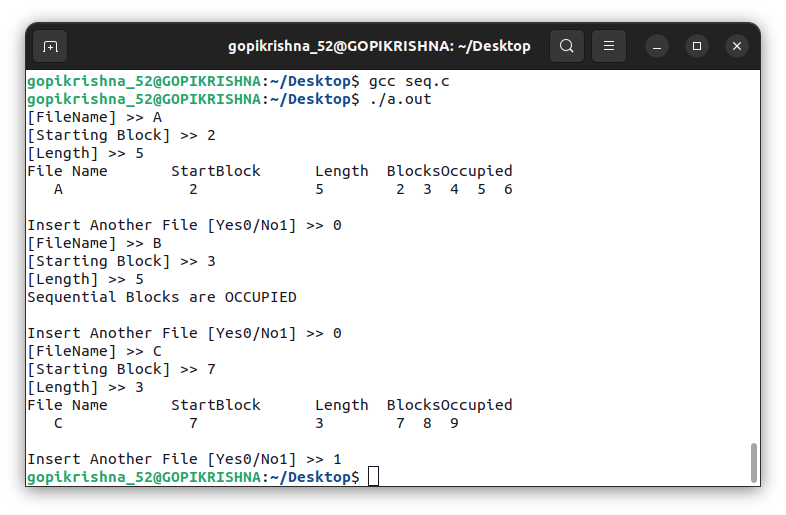 gopikrishna_52@GOPIKRISHNA: ~/Desktop
gopikrishna_52@GOPIKRISHNA:~/Desktop$ gcc seq.c
gopikrishna_52@GOPIKRISHNA:~/Desktop$ ./a.out
[FileName] >> A
[Starting Block] >> 2
[Length] >> 5
File Name       StartBlock      Length  BlocksOccupied
   A              2             5        2  3  4  5  6

Insert Another File [Yes0/No1] >> 0
[FileName] >> B
[Starting Block] >> 3
[Length] >> 5
Sequential Blocks are OCCUPIED

Insert Another File [Yes0/No1] >> 0
[FileName] >> C
[Starting Block] >> 7
[Length] >> 3
File Name       StartBlock      Length  BlocksOccupied
   C              7             3        7  8  9

Insert Another File [Yes0/No1] >> 1
gopikrishna_52@GOPIKRISHNA:~/Desktop$